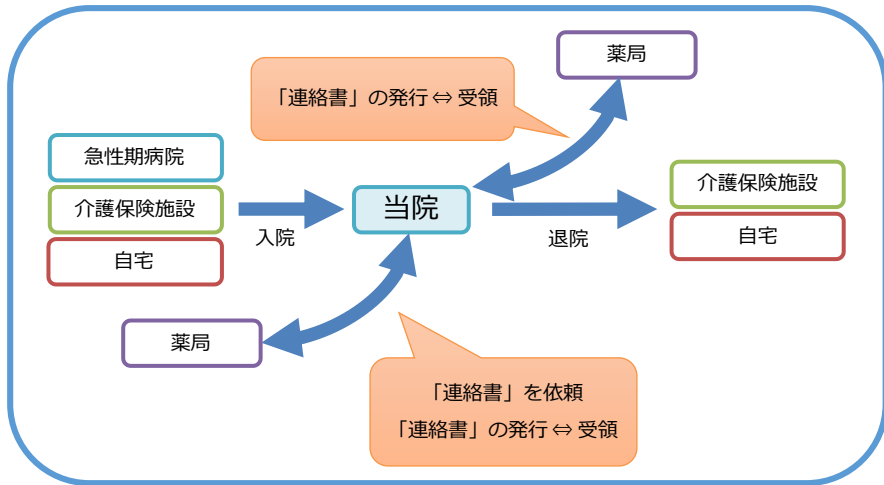 薬局
「連絡書」の発行 ⇔ 受領
急性期病院
介護保険施設
自宅
入院
当院
退院
介護保険施設
自宅
薬局
「連絡書」を依頼
「連絡書」の発行 ⇔ 受領